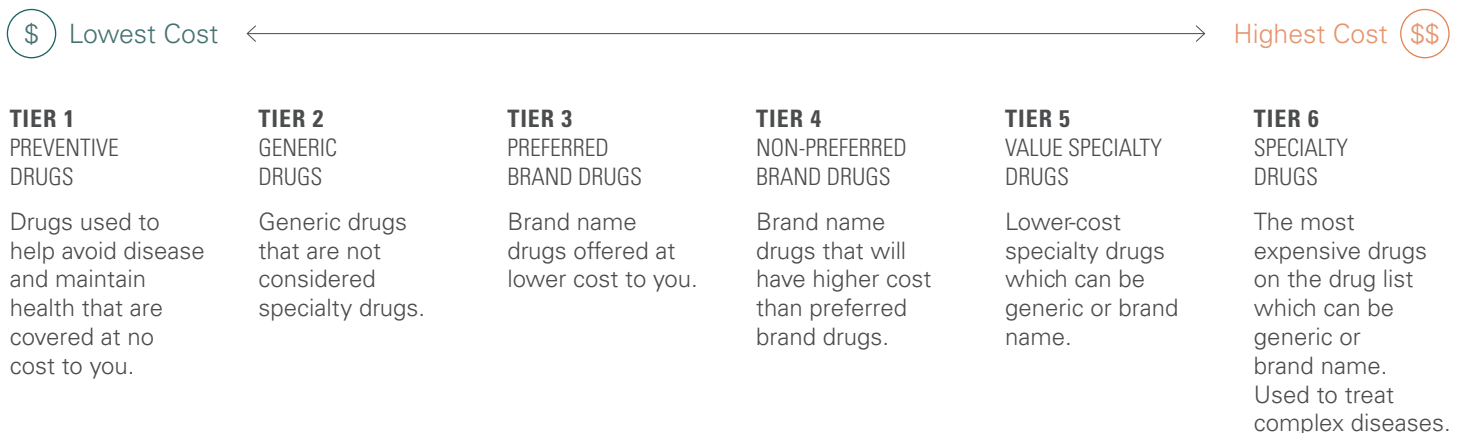 $ Lowest Cost
Highest Cost $$
TIER 1
PREVENTIVE
DRUGS
Drugs used to
help avoid disease
and maintain
health that are
covered at no
cost to you.
TIER 2
GENERIC
DRUGS
Generic drugs
that are not
considered
specialty drugs.
TIER 3
PREFERRED
BRAND DRUGS
Brand name
drugs offered at
lower cost to you.
TIER 4
NON-PREFERRED
BRAND DRUGS
Brand name
drugs that will
have higher cost
than preferred
brand drugs.
TIER 5
VALUE SPECIALTY
DRUGS
Lower-cost
specialty drugs
which can be
generic or brand
name.
TIER 6
SPECIALTY
DRUGS
The most
expensive drugs
on the drug list
which can be
generic or
brand name.
Used to treat
complex diseases.